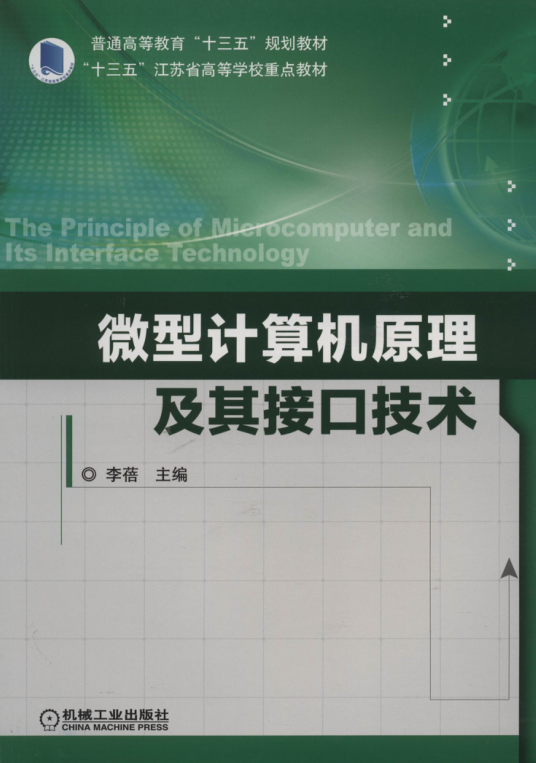 普通高等教育“十三五”规划教材
“十三五”江苏省高等学校重点教材
The Principle of Microcomputer and
Its Interface Technology
微型计算机原理
及其接口技术
◎ 李蓓 主编
机械工业出版社
CHINA MACHINE PRESS